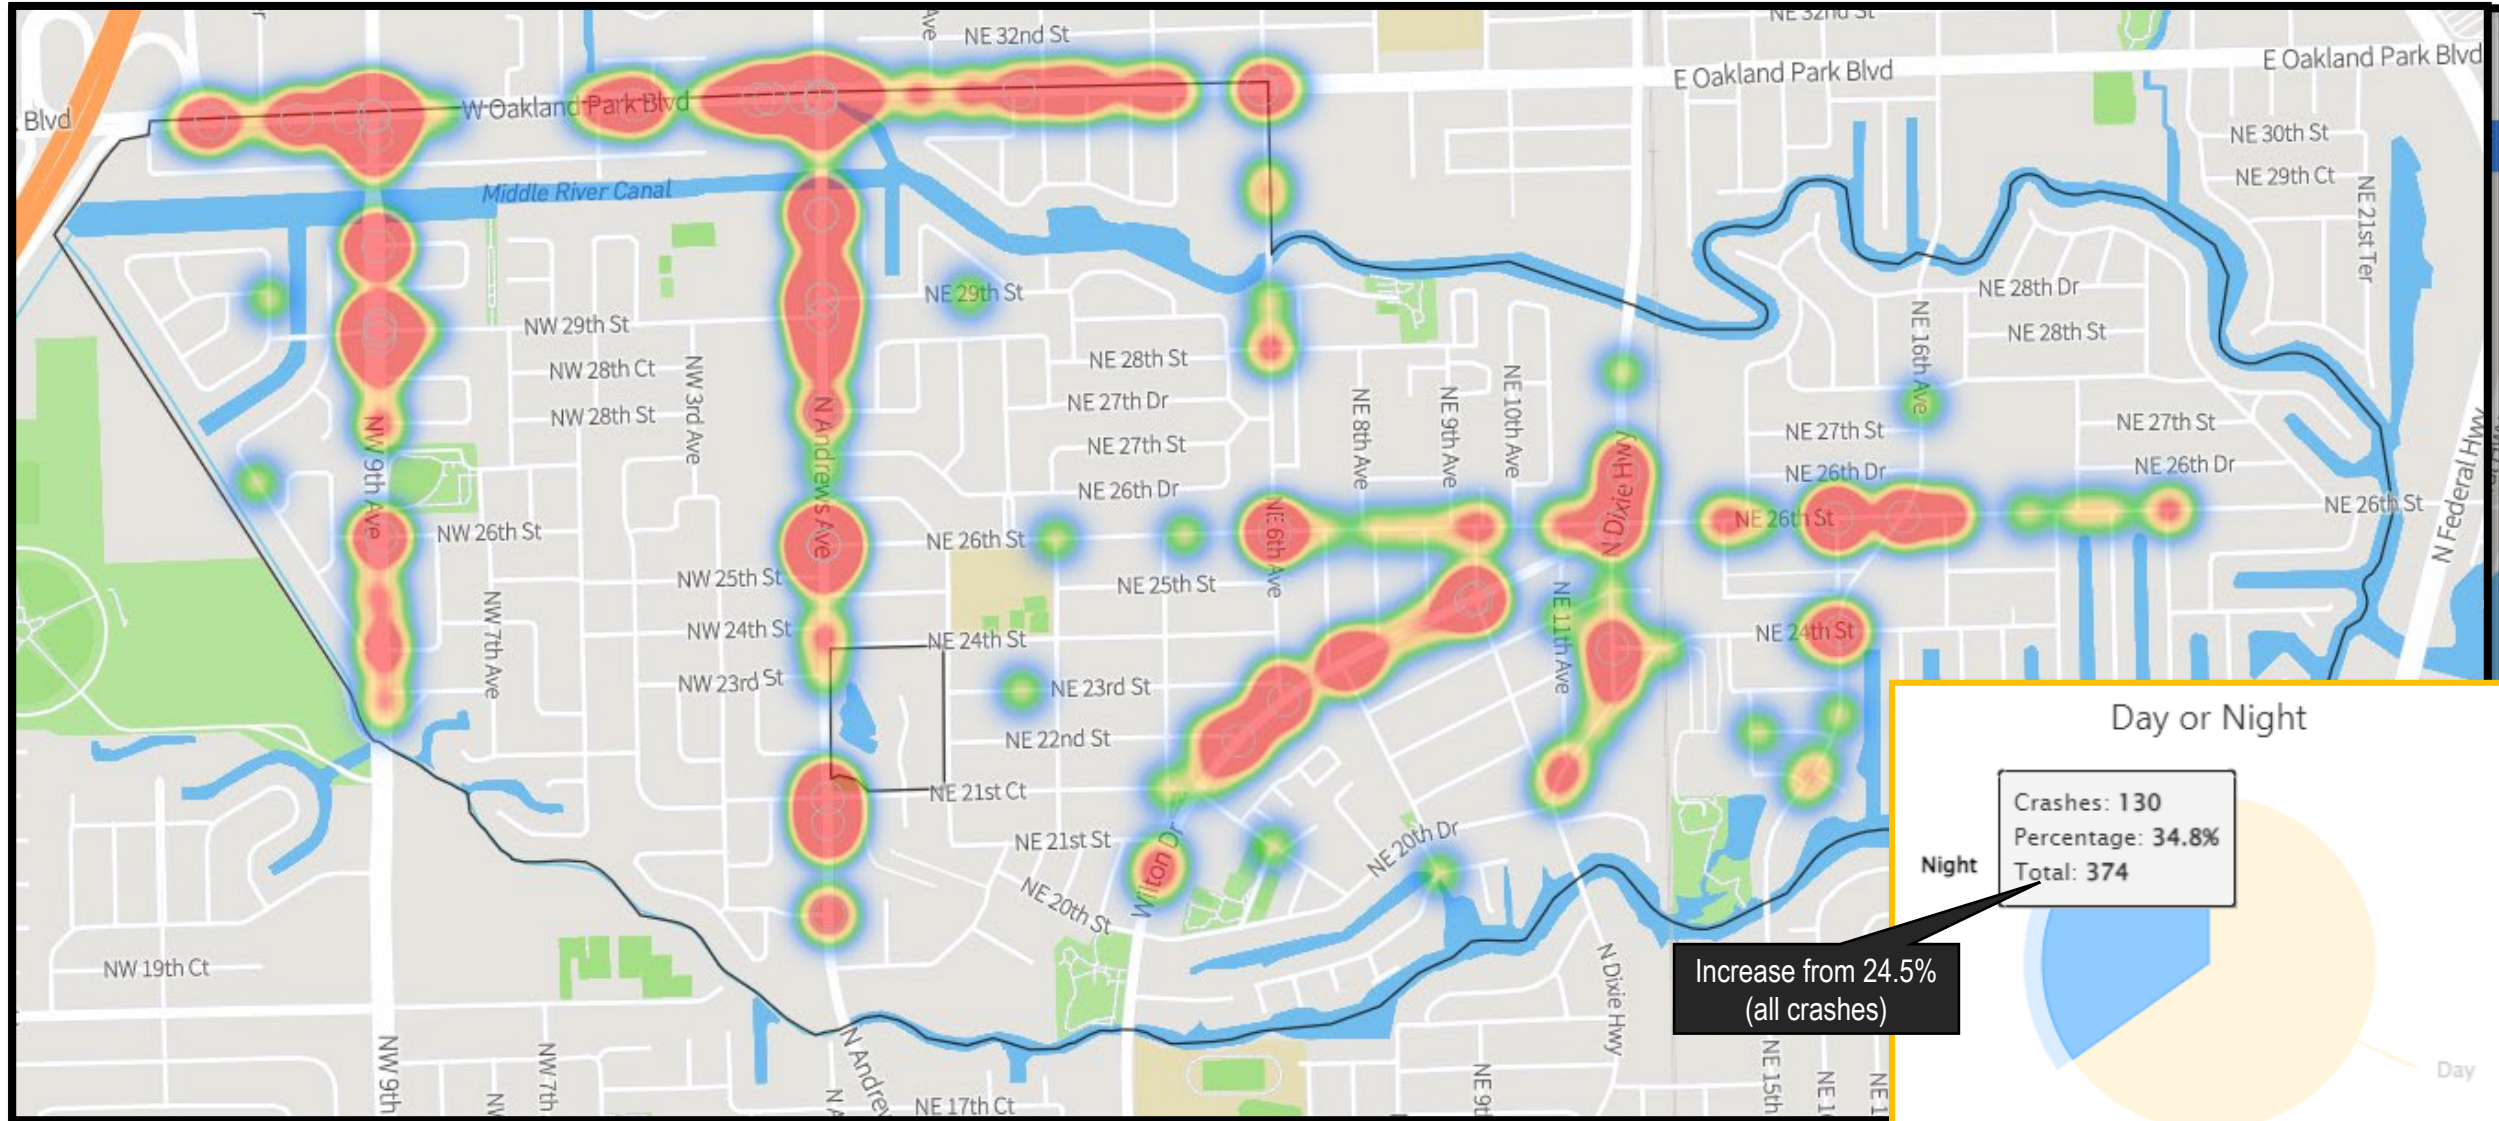 NE 32nd St
NE 32nd St
E Oakland Park Blvd
E Oakland Park Blvd
Blvd
W Oakland Park Blvd
NE 30th St
NE 29th Ct
Middle River Canal
NE 21st Ter
NE 29th St
NE 28th Dr
NW 29th St
NE 28th St
NE 16th Ave
NE 28th St
NW 28th Ct
NW 3rd Ave
NE 27th Dr
NE 8th Ave
NE 9th Ave
NE 10th Ave
NW 28th St
N Andrews Ave
NW 9th Ave
NE 27th St
NE 27th St
NE 27th St
N Dixie Hwy
NE 26th Dr
NE 26th Dr
NE 26th Dr
N Federal Hwy
NW 26th St
NE 26th St
NE 6th Ave
NE 26th St
NE 26th St
NW 25th St
NE 25th St
NW 7th Ave
NE 11th Ave
NW 24th St
NE 24th St
NE 24th St
NW 23rd St
NE 23rd St
NE 22nd St
NE 21st Ct
NE 21st St
Wilton Dr
NE 20th Dr
NE 20th St
NW 19th Ct
N Dixie Hwy
NW 9th
NW 7th
N Andrew
NE 17th Ct
NE 9th
NE 15th
Day or Night
Crashes: 130
Percentage: 34.8%
Total: 374
Night
Day
Increase from 24.5%
(all crashes)